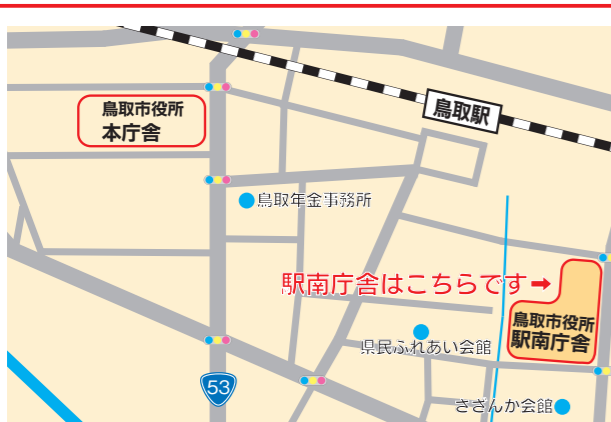 鳥取駅
鳥取市役所
本庁舎
鳥取年金事務所
駅南庁舎はこちらです➡
鳥取市役所
駅南庁舎
県民ふれあい会館
53
さざんか会館